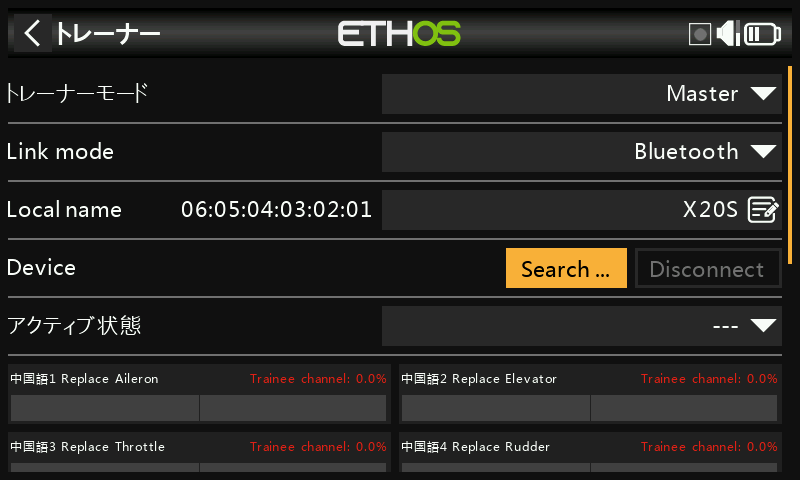 トレーナー
ETHOS
トレーナーモード Master
Link mode Bluetooth
Local name 06:05:04:03:02:01 X20S
Device Search ... Disconnect
アクティブ状態 ---
中国語1 Replace Aileron Trainee channel: 0.0%
中国語2 Replace Elevator Trainee channel: 0.0%
中国語3 Replace Throttle Trainee channel: 0.0%
中国語4 Replace Rudder Trainee channel: 0.0%